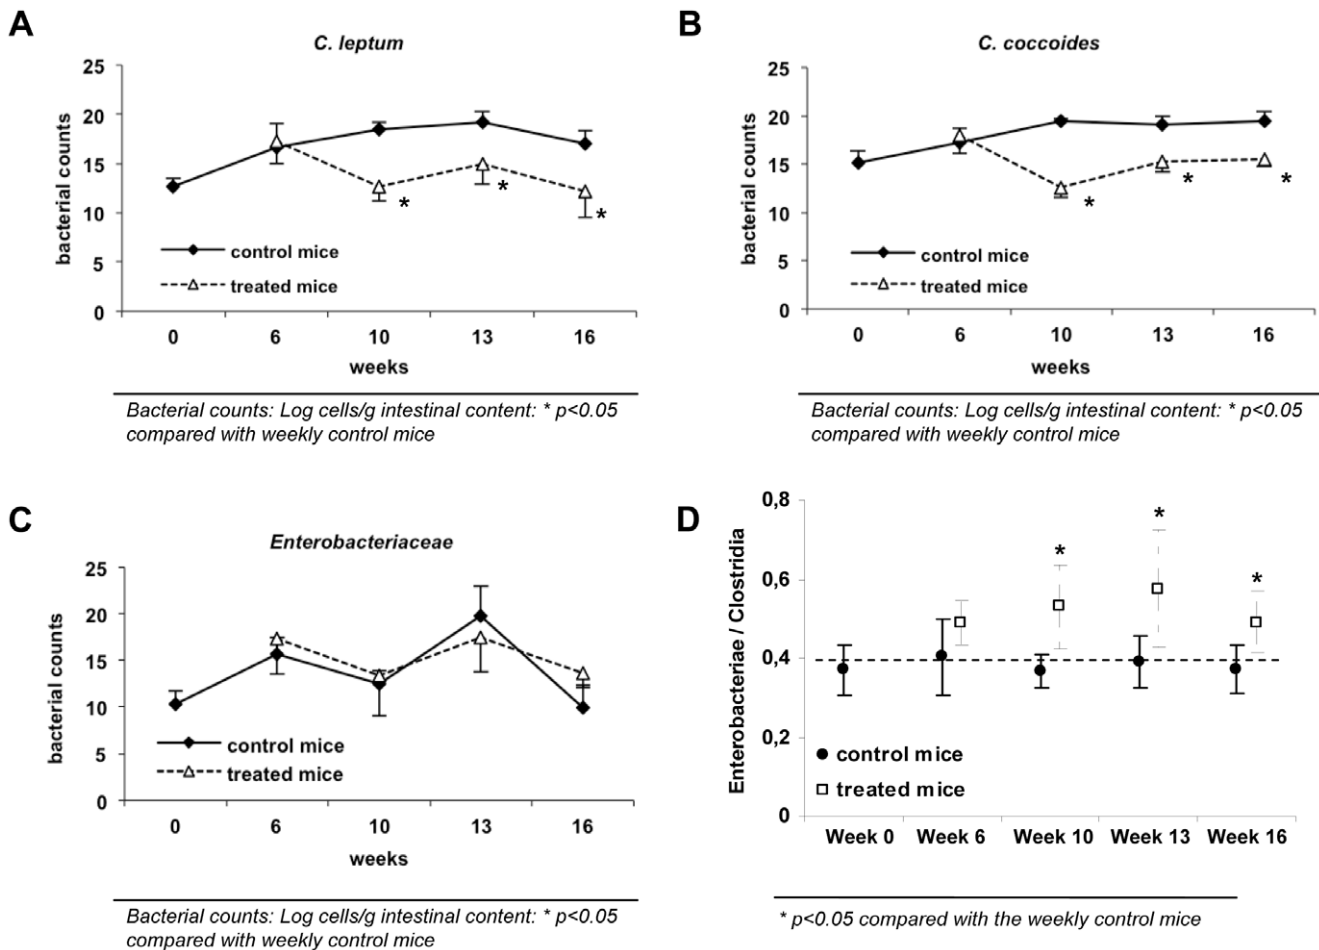 A
C. leptum
bacterial counts
25
20
15
10
5
0
control mice
treated mice
0 6 10 13 16
weeks
* * *
Bacterial counts: Log cells/g intestinal content: * p<0.05
compared with weekly control mice
B
C. coccoides
bacterial counts
25
20
15
10
5
0
control mice
treated mice
0 6 10 13 16
weeks
* * *
Bacterial counts: Log cells/g intestinal content: * p<0.05
compared with weekly control mice
C
Enterobacteriaceae
bacterial counts
25
20
15
10
5
0
control mice
treated mice
0 6 10 13 16
weeks
Bacterial counts: Log cells/g intestinal content: * p<0.05
compared with weekly control mice
D
Enterobacteriae / Clostridia
0,8
0,6
0,4
0,2
0
* * *
control mice
treated mice
Week 0 Week 6 Week 10 Week 13 Week 16
* p<0.05 compared with the weekly control mice